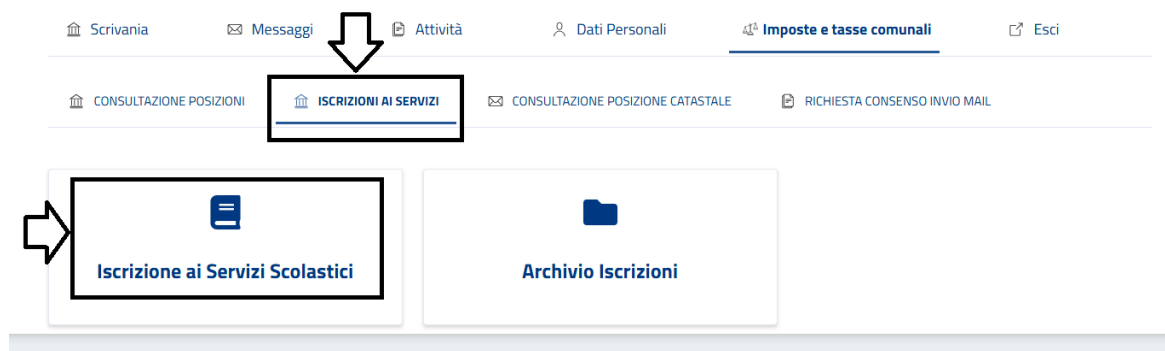 Scrivania Messaggi Attività Dati Personali Imposte e tasse comunali Esci
CONSULTAZIONE POSIZIONI ISCRIZIONI AI SERVIZI CONSULTAZIONE POSIZIONE CATASTALE RICHIESTA CONSENSO INVIO MAIL
Iscrizione ai Servizi Scolastici Archivio Iscrizioni